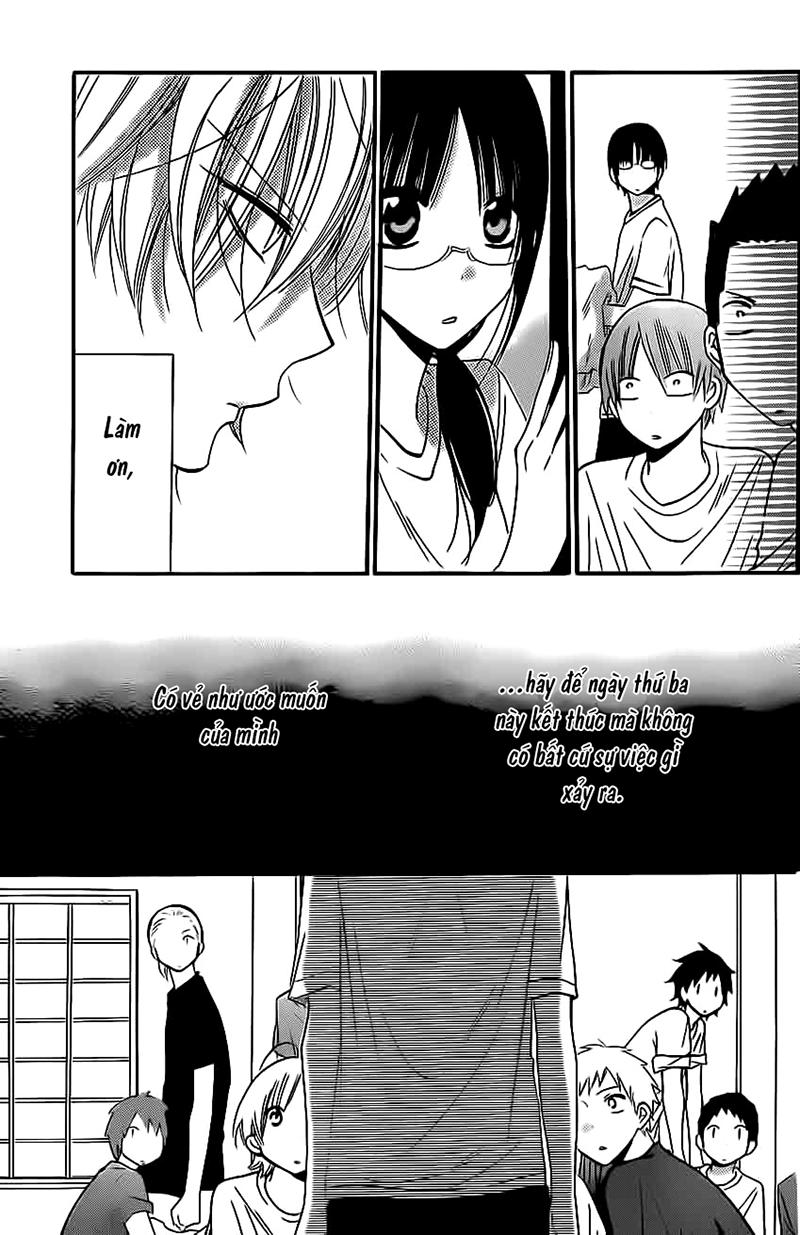 Làm
ơn,
...hãy để ngày thứ ba
này kết thúc mà không
có bất cứ sự việc gì
xảy ra.
Có vẻ như ước muốn
của mình